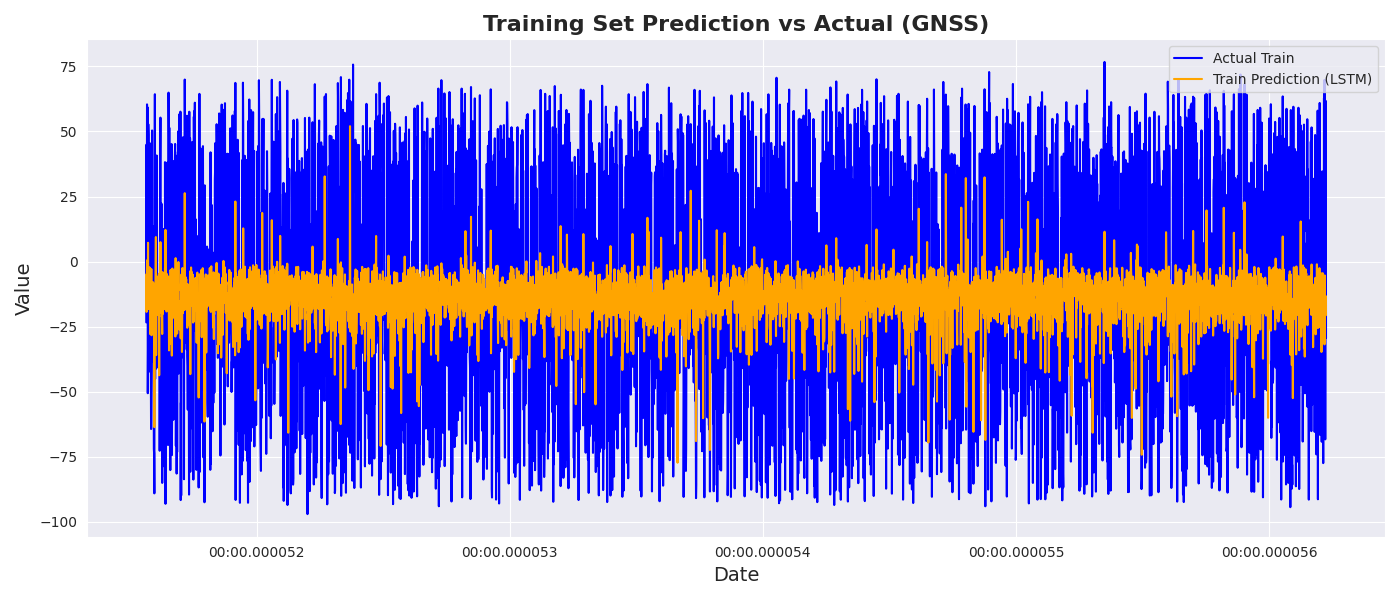 Training Set Prediction vs Actual (GNSS)
Actual Train
Train Prediction (LSTM)
Value
75
50
25
0
−25
−50
−75
−100
00:00.000052
00:00.000053
00:00.000054
00:00.000055
00:00.000056
Date